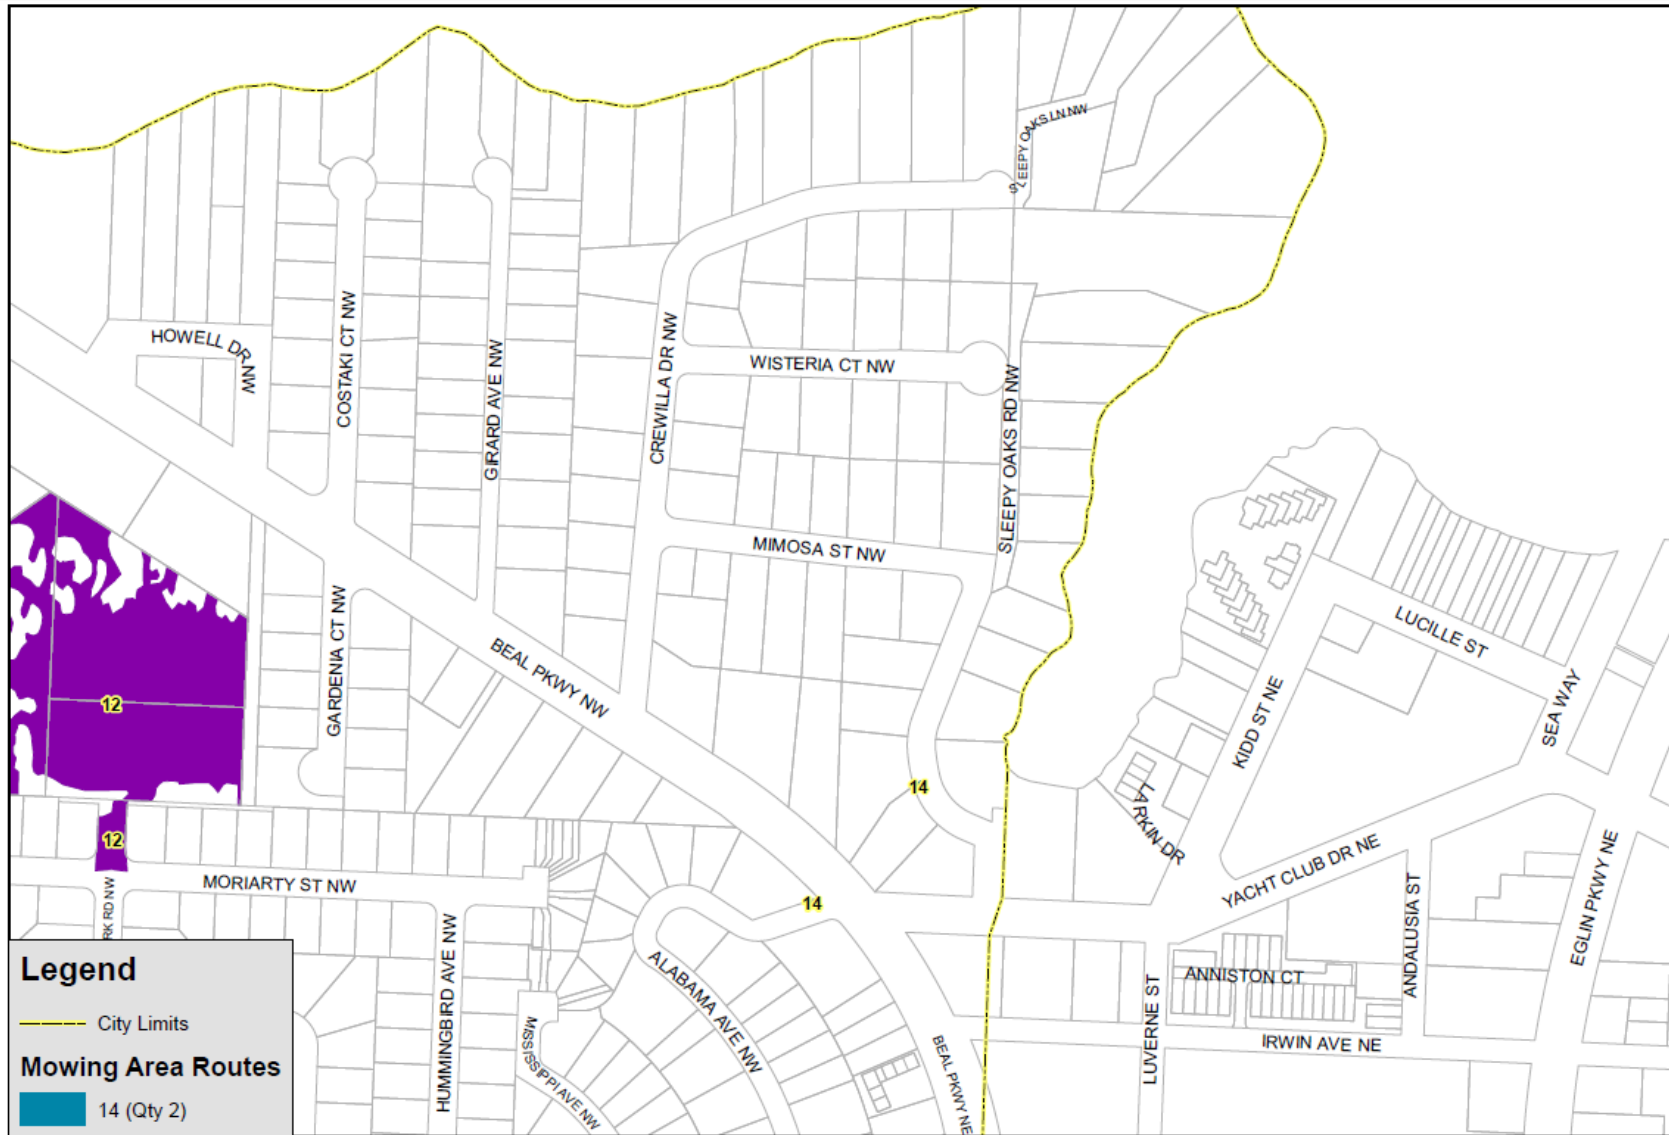 SLEEPY OAKS LN NW
HOWELL DR NW
COSTAKI CT NW
GIRARD AVE NW
CREWILLA DR NW
WISTERIA CT NW
SLEEPY OAKS RD NW
MIMOSA ST NW
GARDENIA CT NW
BEAL PKWY NW
LUCILLE ST
SEA WAY
KIDD ST NE
12
14
LARKIN DR
12
YACHT CLUB DR NE
EGLIN PKWY NE
MORIARTY ST NW
14
ANDALUSIA ST
RK RD NW
HUMMINGBIRD AVE NW
ALABAMA AVE NW
ANNISTON CT
LUVERNE ST
IRWIN AVE NE
MISSISSIPPI AVE NW
BEAL PKWY NE
Legend
City Limits
Mowing Area Routes
14 (Qty 2)